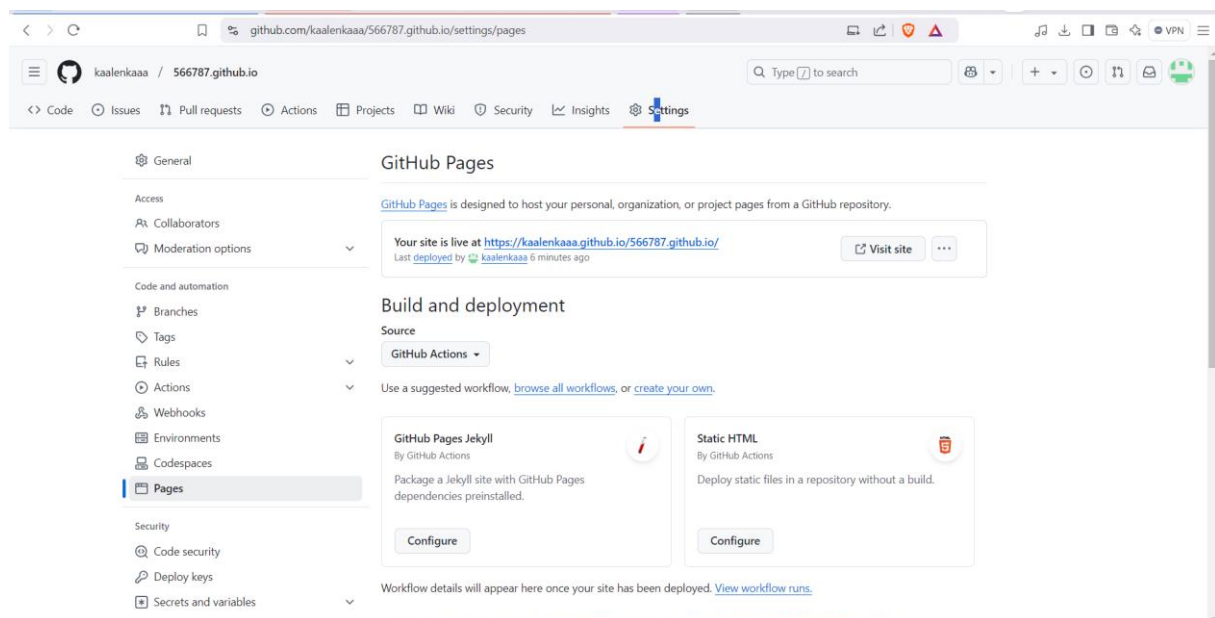 github.com/kaalenkaaa/566787.github.io/settings/pages
VPN
kaalenkaaa / 566787.github.io
Type / to search
Code Issues Pull requests Actions Projects Wiki Security Insights Settings
General
Access
Collaborators
Moderation options
Code and automation
Branches
Tags
Rules
Actions
Webhooks
Environments
Codespaces
Pages
Security
Code security
Deploy keys
Secrets and variables
GitHub Pages
GitHub Pages is designed to host your personal, organization, or project pages from a GitHub repository.
Your site is live at https://kaalenkaaa.github.io/566787.github.io/
Last deployed by kaalenkaaa 6 minutes ago
Visit site
Build and deployment
Source
GitHub Actions
Use a suggested workflow, browse all workflows, or create your own.
GitHub Pages Jekyll
By GitHub Actions
Package a Jekyll site with GitHub Pages
dependencies preinstalled.
Configure
Static HTML
By GitHub Actions
Deploy static files in a repository without a build.
Configure
Workflow details will appear here once your site has been deployed. View workflow runs.